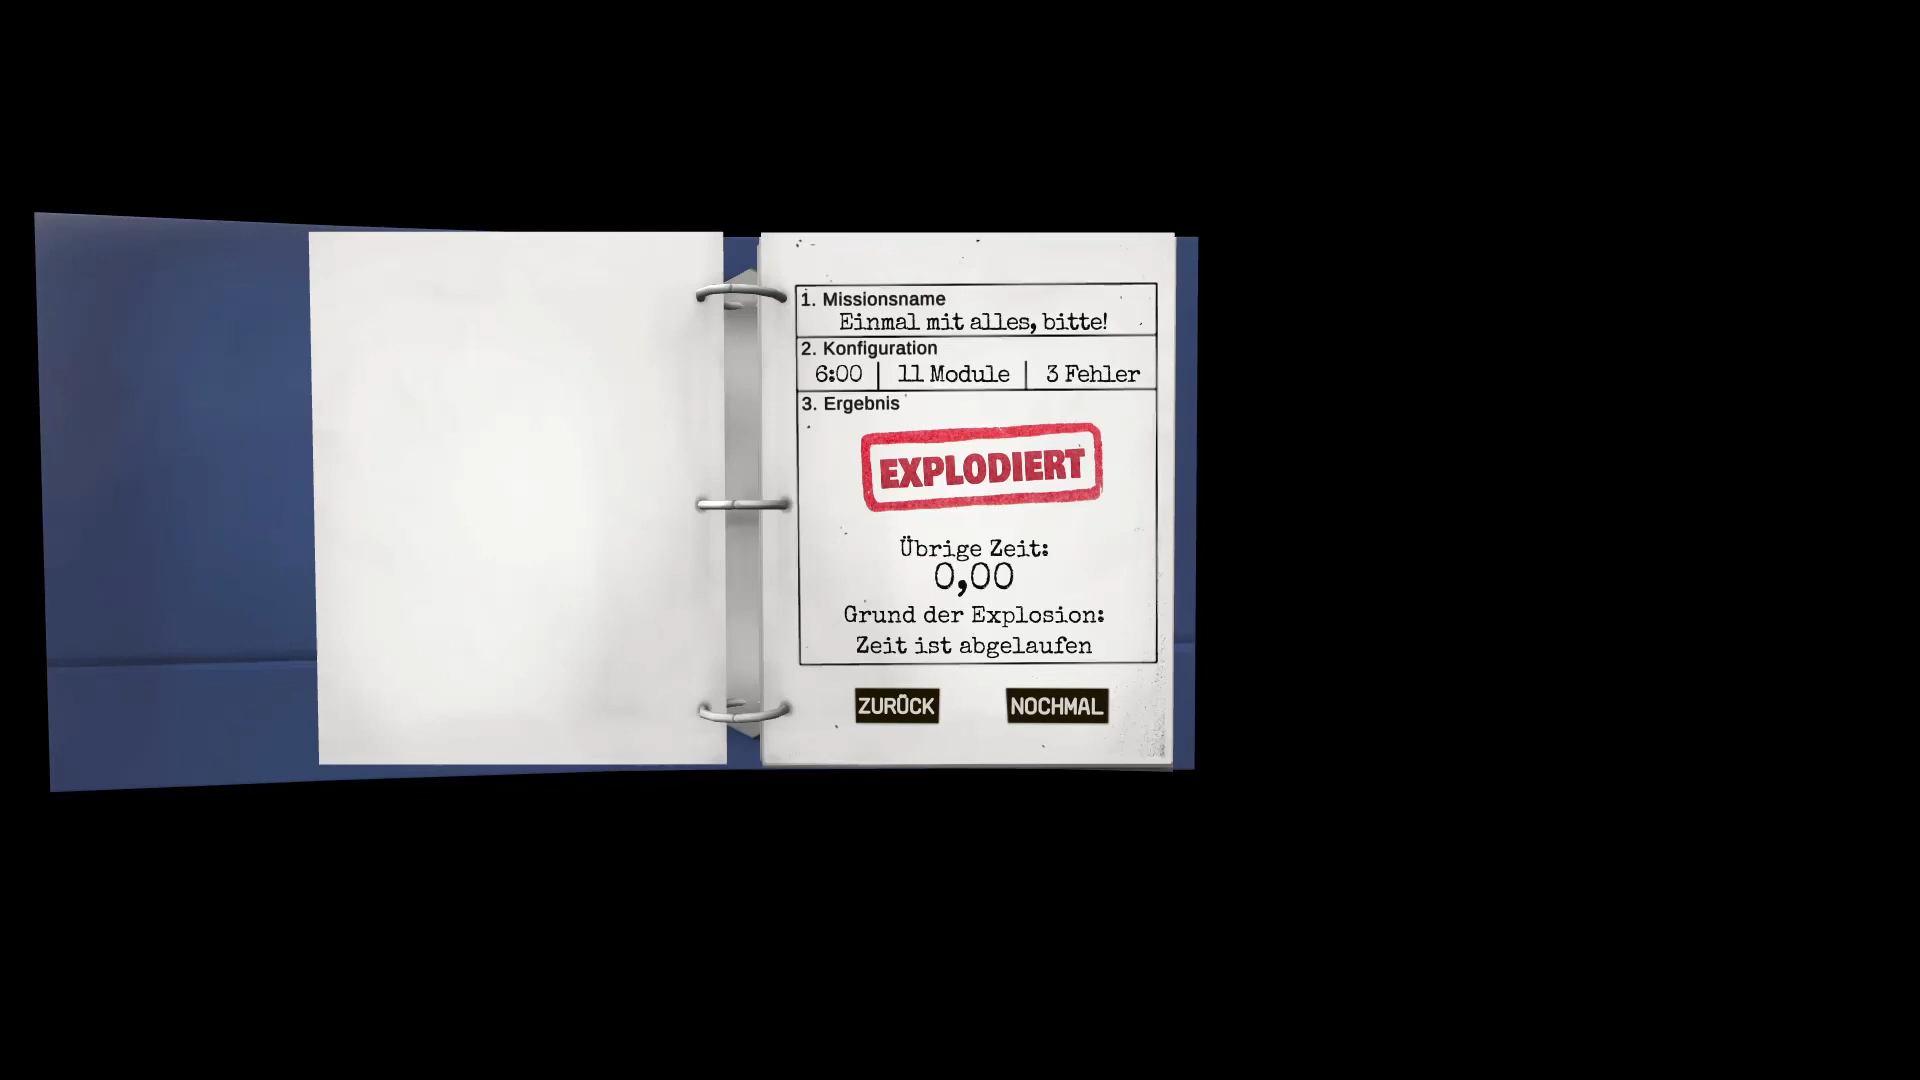 1. Missionsname
Einmal mit alles, bitte!
2. Konfiguration
6:00 | 11 Module | 3 Fehler
3. Ergebnis
EXPLODIERT
Übrige Zeit:
0,00
Grund der Explosion:
Zeit ist abgelaufen
ZURÜCK NOCHMAL